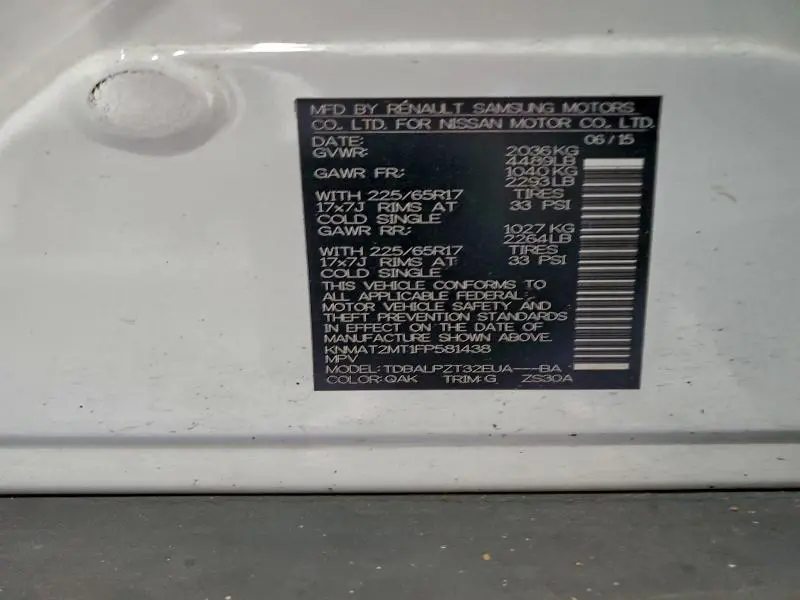 MFD BY RENAULT SAMSUNG MOTORS
CO., LTD. FOR NISSAN MOTOR CO., LTD.
DATE: 06/15
GVWR: 2036KG
4489LB
GAWR FR: 1040KG
2293LB
WITH 225/65R17 TIRES
17x7J RIMS AT 33 PSI
COLD SINGLE
GAWR RR: 1027KG
2264LB
WITH 225/65R17 TIRES
17x7J RIMS AT 33 PSI
COLD SINGLE
THIS VEHICLE CONFORMS TO
ALL APPLICABLE FEDERAL
MOTOR VEHICLE SAFETY AND
THEFT PREVENTION STANDARDS
IN EFFECT ON THE DATE OF
MANUFACTURE SHOWN ABOVE.
KNMAT2MT1FP581438
MPV
MODEL: TDBALPZT32EUA---BA
COLOR: QAK TRIM: G ZS30A